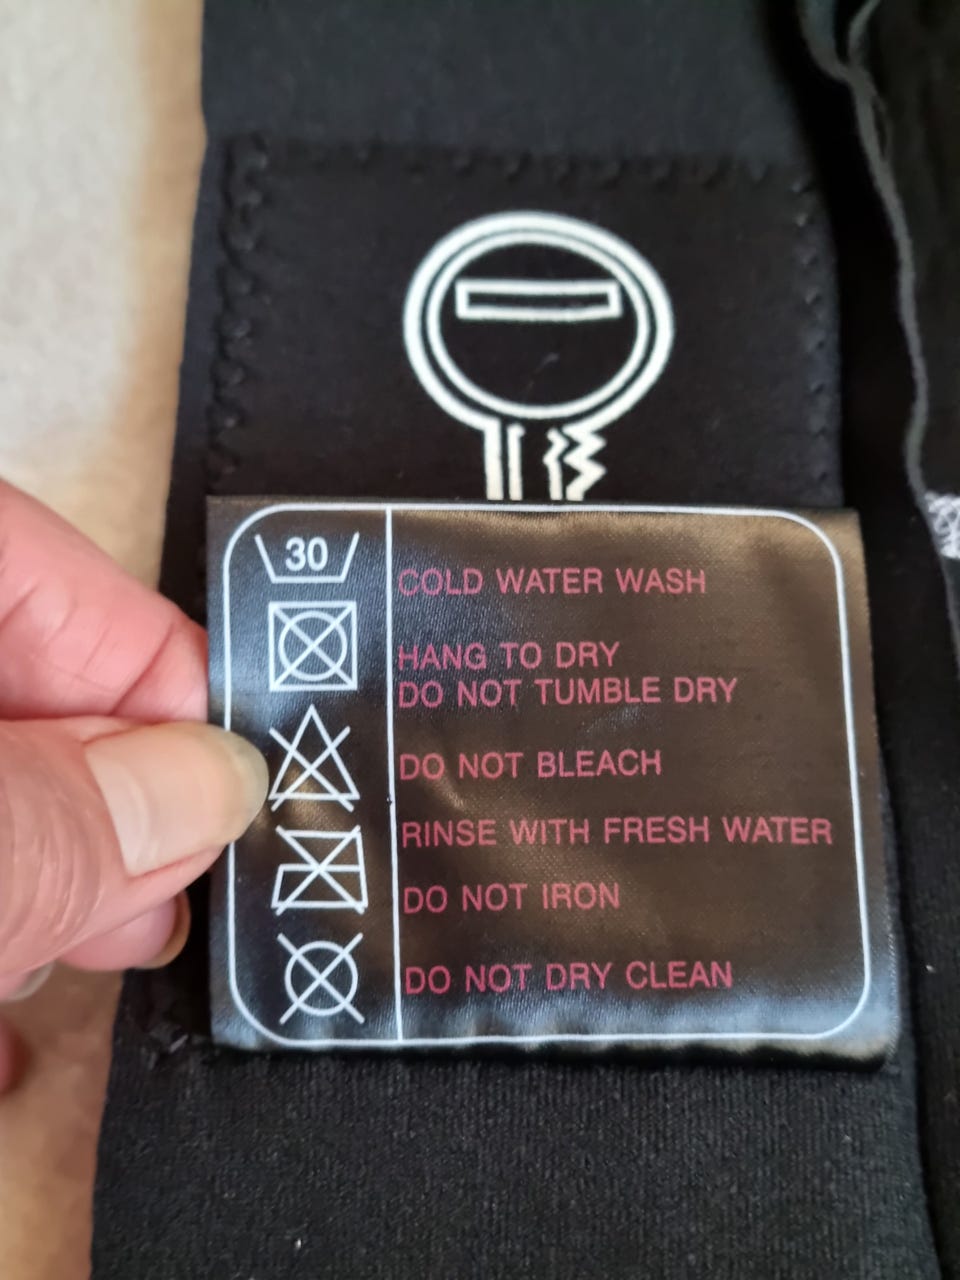 30
COLD WATER WASH
HANG TO DRY
DO NOT TUMBLE DRY
DO NOT BLEACH
RINSE WITH FRESH WATER
DO NOT IRON
DO NOT DRY CLEAN